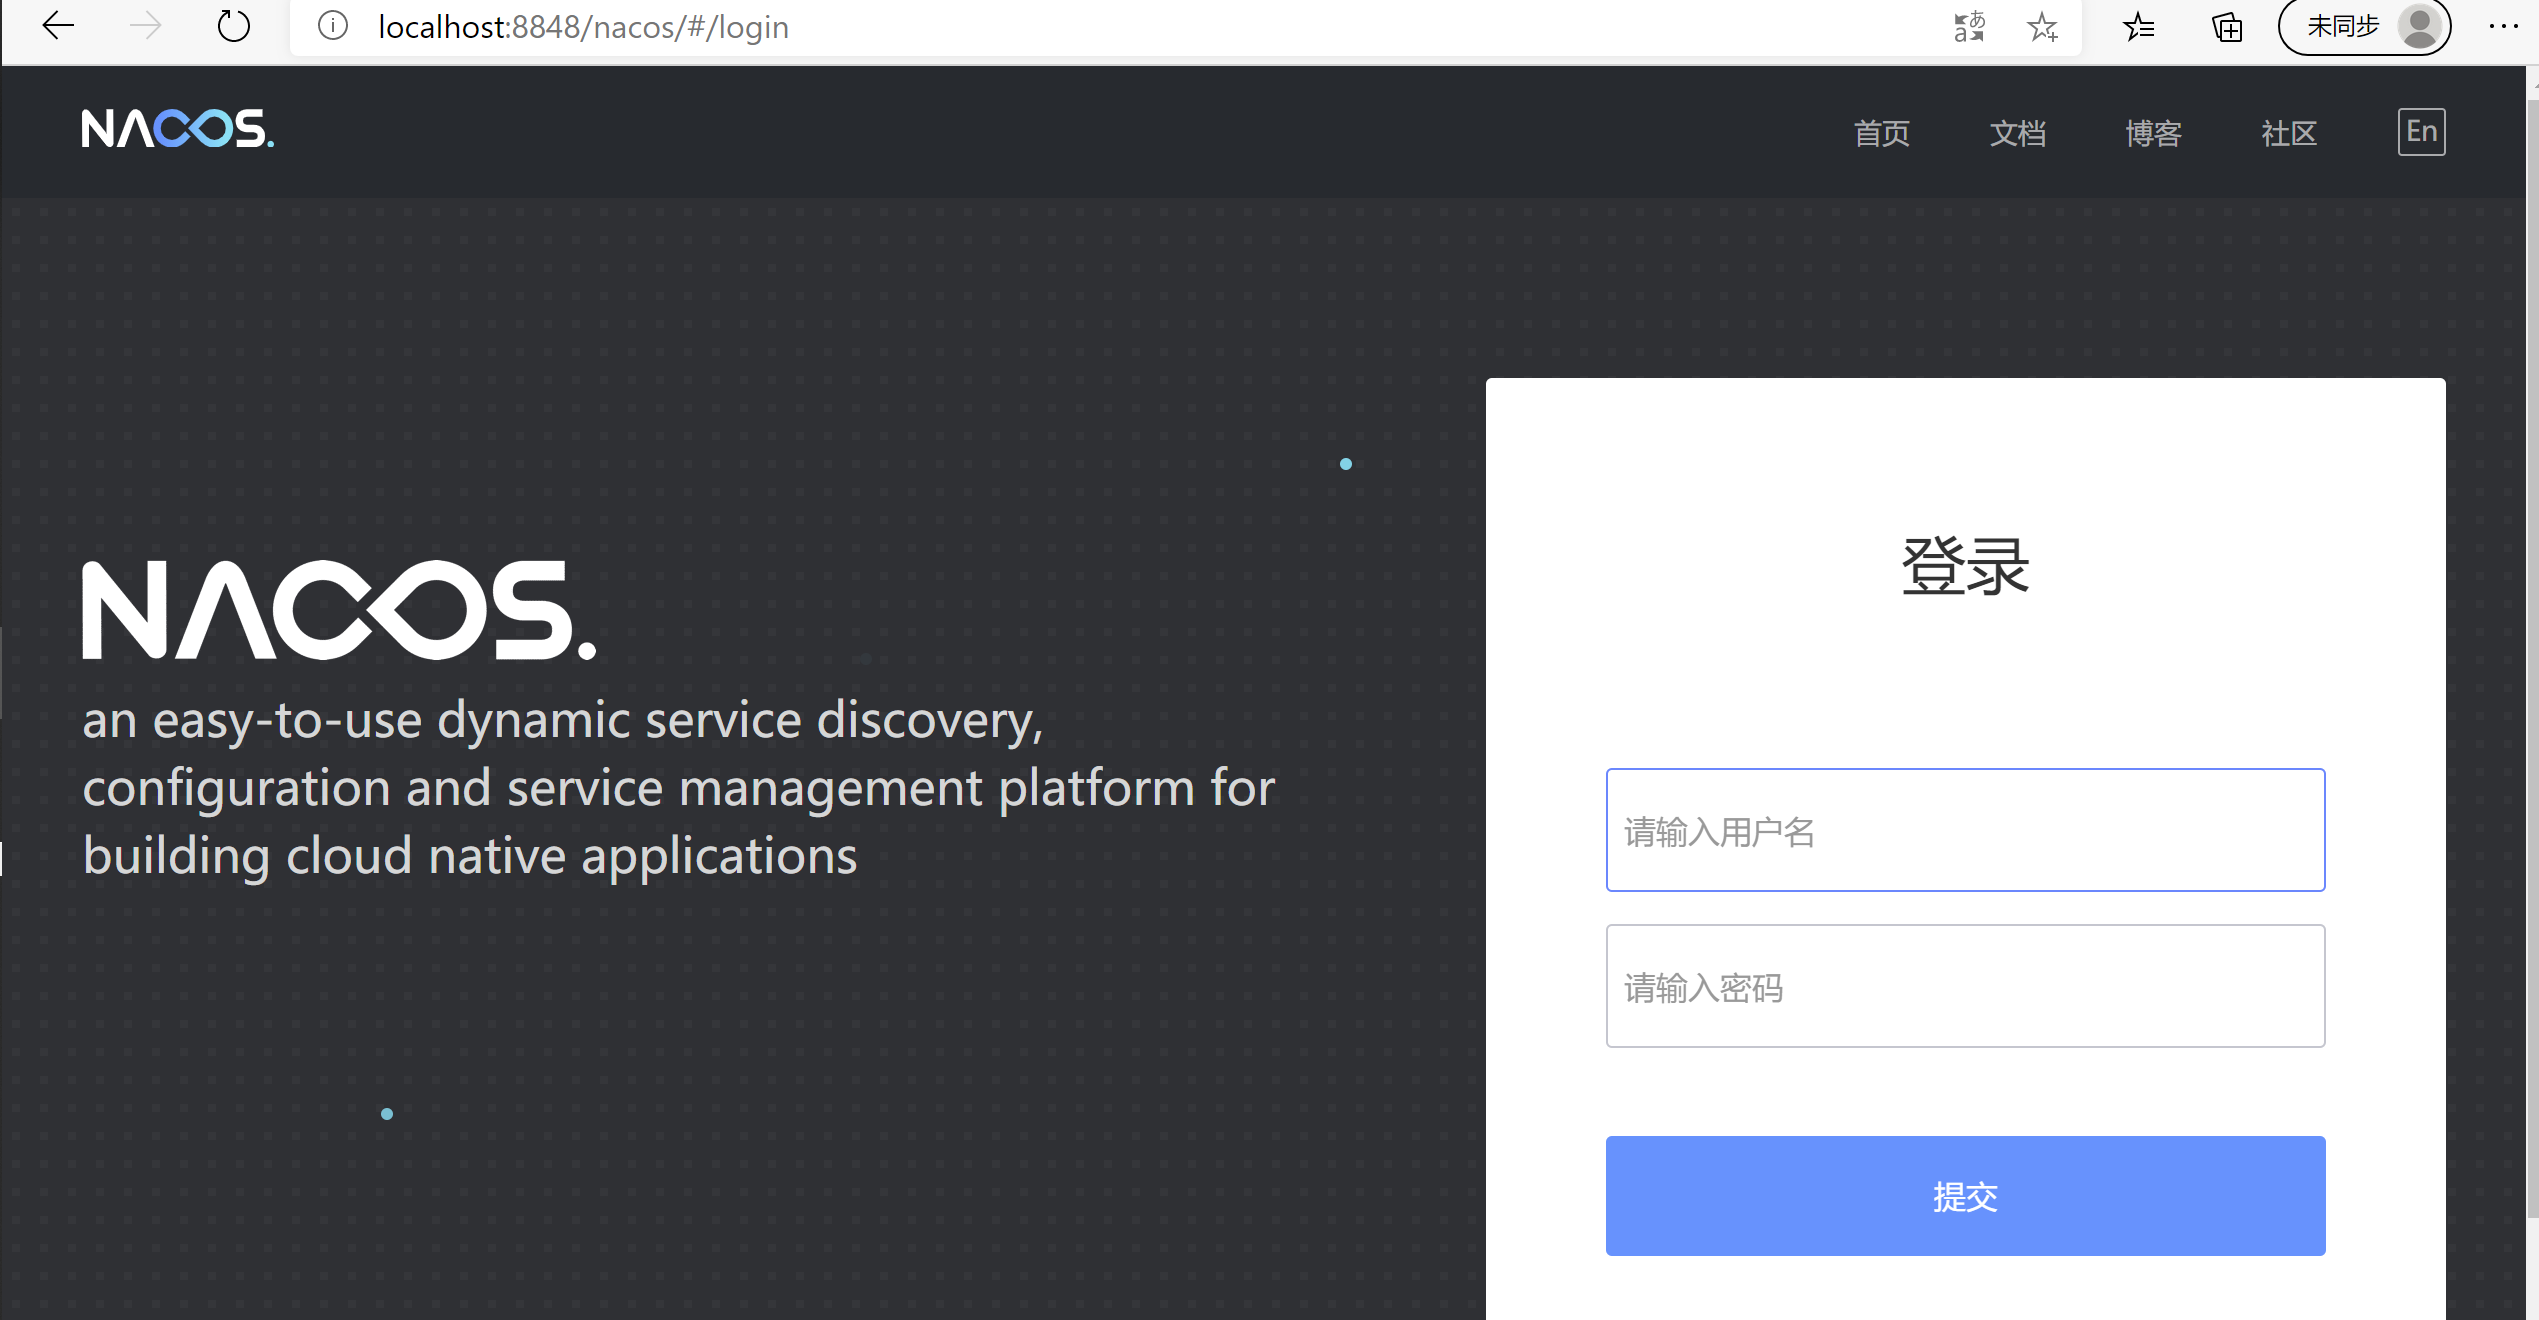 localhost:8848/nacos/#/login
未同步
NACOS.
首页
文档
博客
社区
En
NACOS.
an easy-to-use dynamic service discovery,
configuration and service management platform for
building cloud native applications
登录
请输入用户名
请输入密码
提交